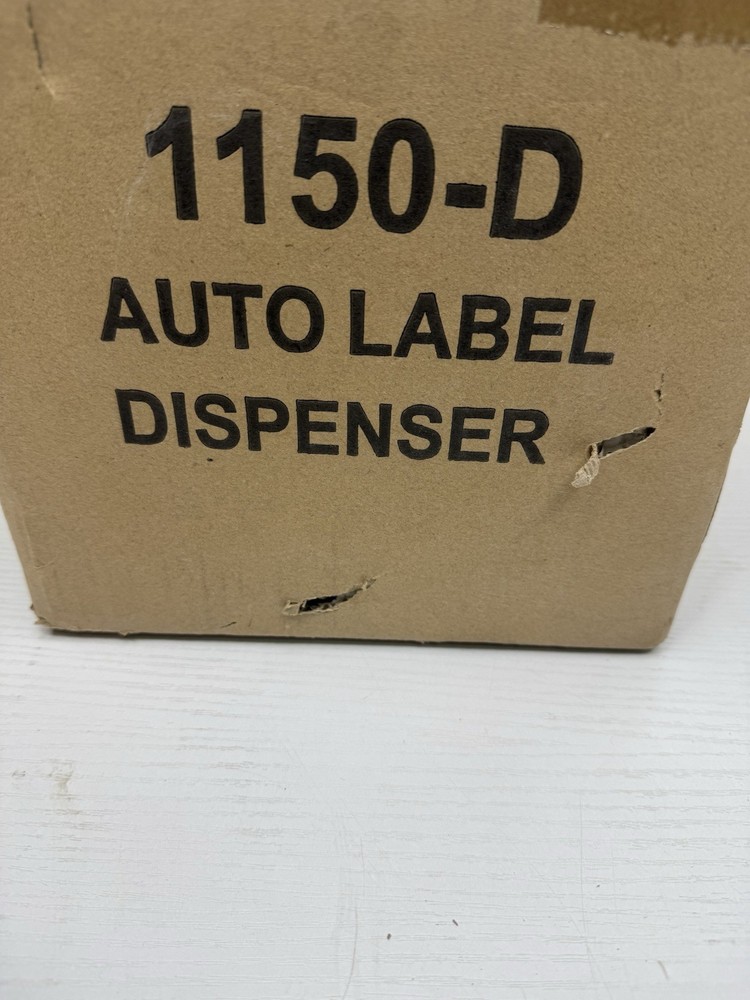 1150-D
AUTO LABEL
DISPENSER